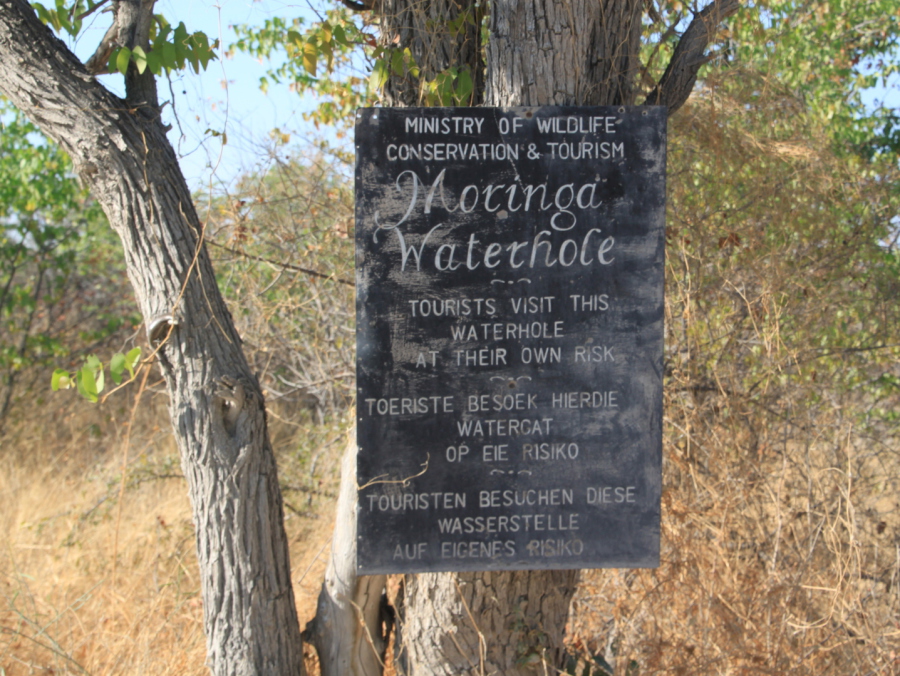 MINISTRY OF WILDLIFE
CONSERVATION & TOURISM
Moringa
Waterhole
TOURISTS VISIT THIS
WATERHOLE
AT THEIR OWN RISK
TOERISTE BESOEK HIERDIE
WATERGAT
OP EIE RISIKO
TOURISTEN BESUCHEN DIESE
WASSERSTELLE
AUF EIGENES RISIKO